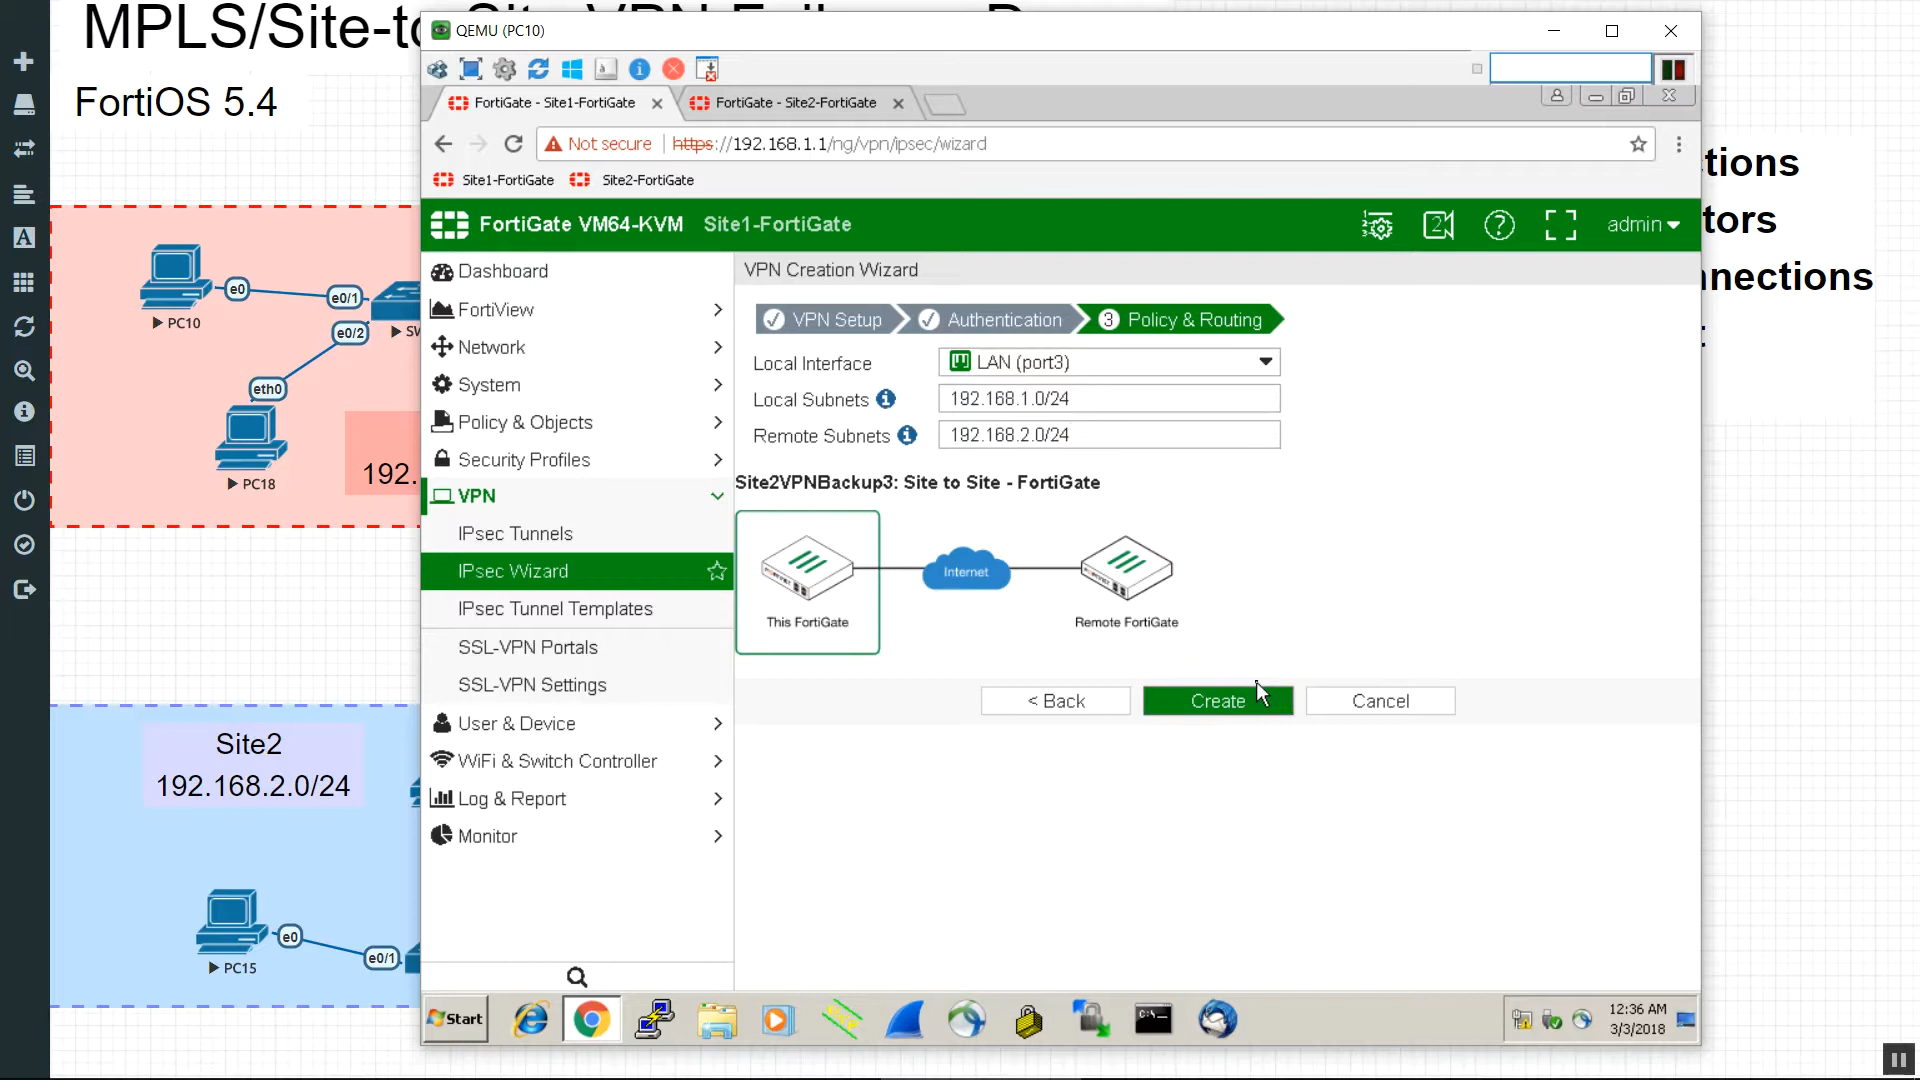 MPLS/Site-to
FortiOS 5.4
QEMU (PC10)
FortiGate - Site1-FortiGate
FortiGate - Site2-FortiGate
Not secure
https://192.168.1.1/ng/vpn/ipsec/wizard
Site1-FortiGate
Site2-FortiGate
FortiGate VM64-KVM Site1-FortiGate
2
admin
Dashboard
FortiView
Network
System
Policy & Objects
Security Profiles
VPN
IPsec Tunnels
IPsec Wizard
IPsec Tunnel Templates
SSL-VPN Portals
SSL-VPN Settings
User & Device
WiFi & Switch Controller
Log & Report
Monitor
VPN Creation Wizard
VPN Setup
Authentication
3 Policy & Routing
Local Interface
LAN (port3)
Local Subnets
192.168.1.0/24
Remote Subnets
192.168.2.0/24
Site2VPNBackup3: Site to Site - FortiGate
Internet
This FortiGate
Remote FortiGate
< Back
Create
Cancel
Start
12:36 AM
3/3/2018
e0
e0/1
PC10
e0/2
SW
eth0
192.
PC18
Site2
192.168.2.0/24
e0
e0/1
PC15
tions
tors
nnections